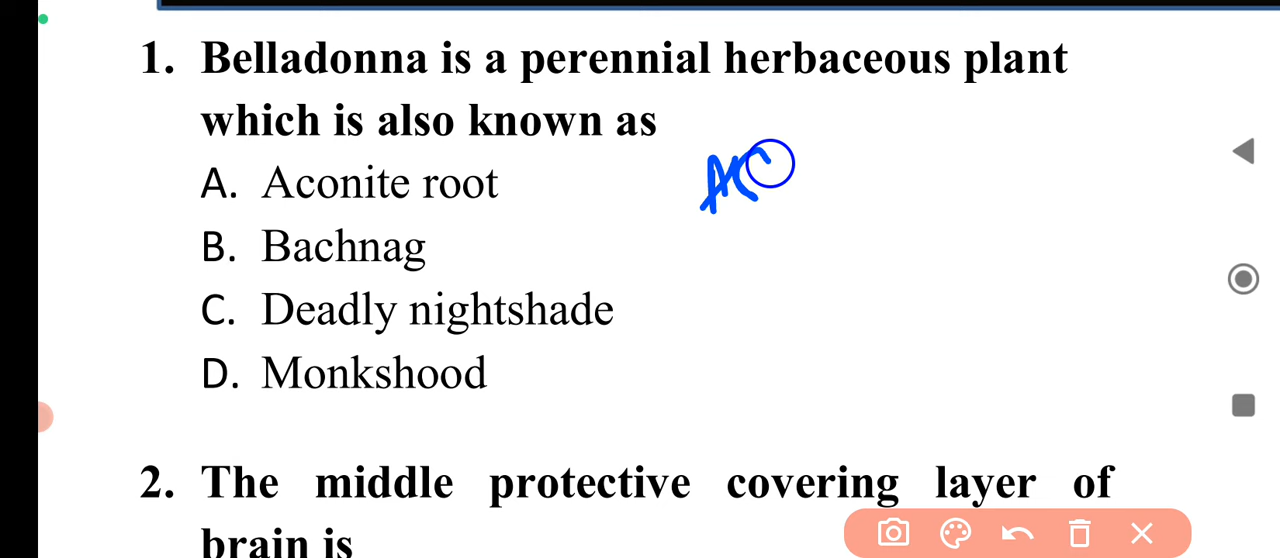 1. Belladonna is a perennial herbaceous plant
which is also known as
A. Aconite root
B. Bachnag
C. Deadly nightshade
D. Monkshood
2. The middle protective covering layer of
brain is